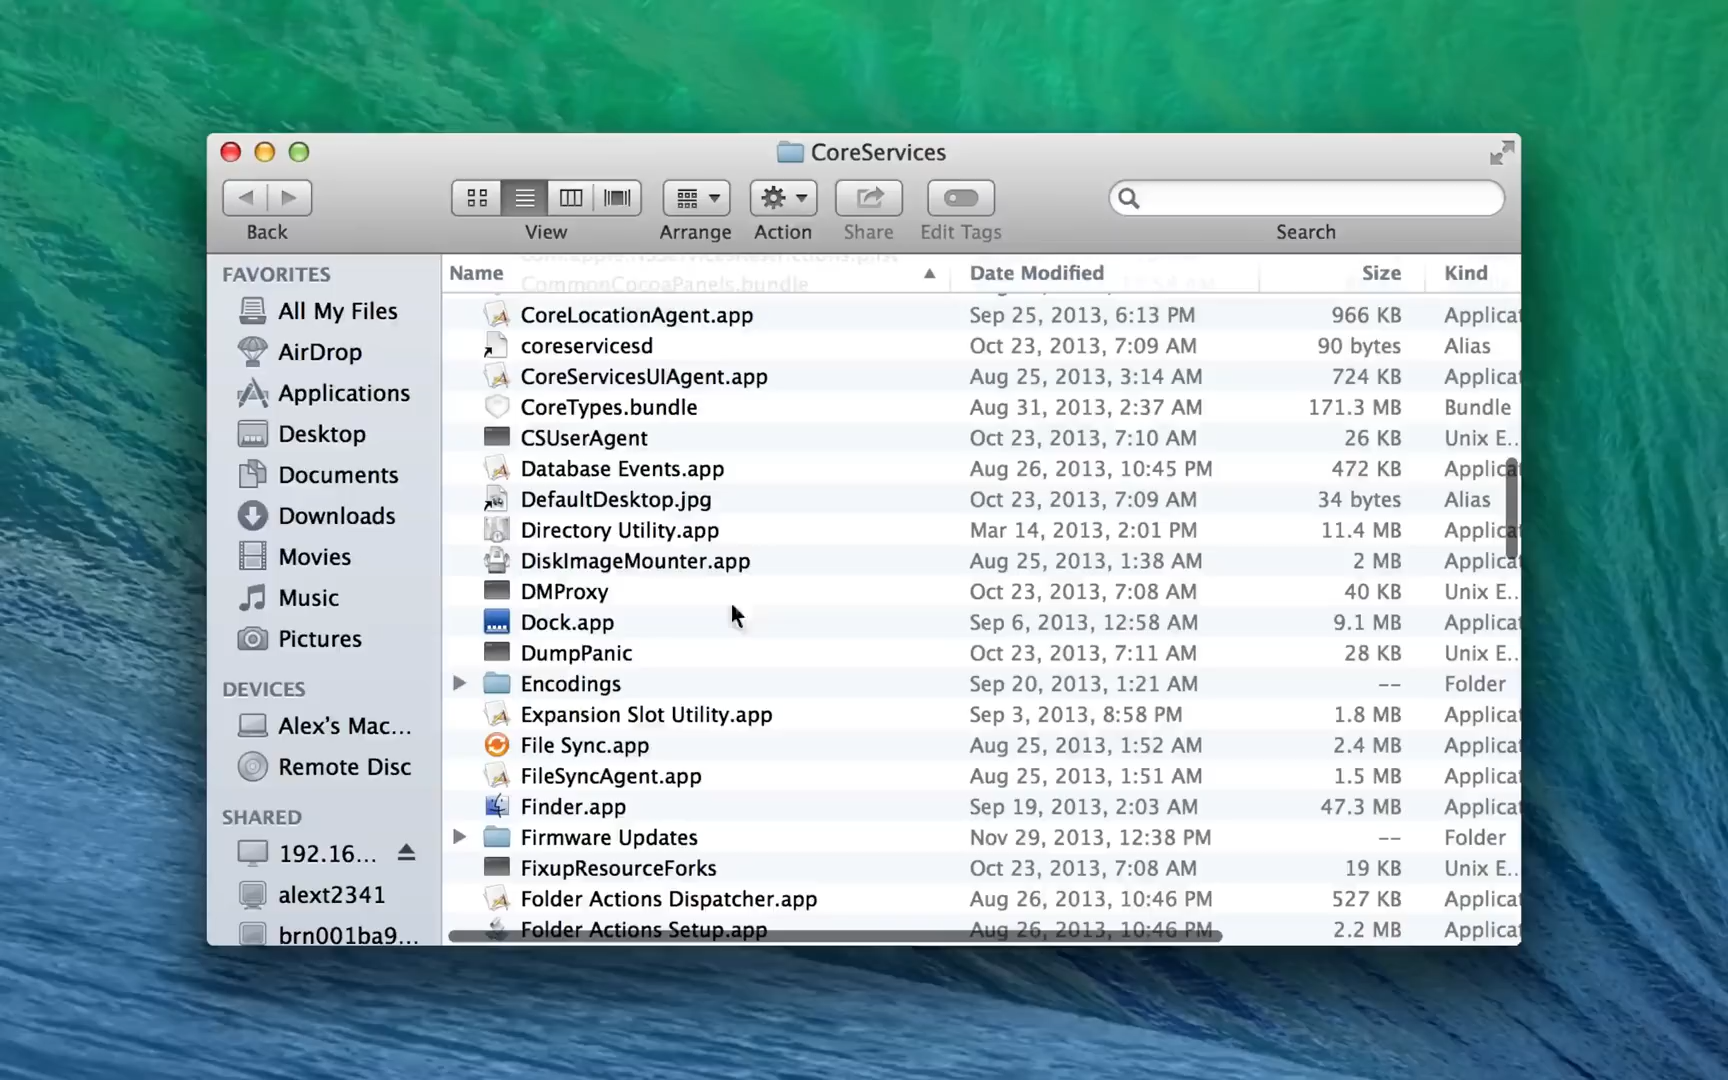 CoreServices
Back
View
Arrange
Action
Share
Edit Tags
Search
FAVORITES
All My Files
AirDrop
Applications
Desktop
Documents
Downloads
Movies
Music
Pictures
DEVICES
Alex's Mac...
Remote Disc
SHARED
192.16...
alext2341
brn001ba9...
Name Date Modified Size Kind
CommonCocoaPanels.bundle
CoreLocationAgent.app Sep 25, 2013, 6:13 PM 966 KB Applicat
coreservicesd Oct 23, 2013, 7:09 AM 90 bytes Alias
CoreServicesUIAgent.app Aug 25, 2013, 3:14 AM 724 KB Applicat
CoreTypes.bundle Aug 31, 2013, 2:37 AM 171.3 MB Bundle
CSUserAgent Oct 23, 2013, 7:10 AM 26 KB Unix E...
Database Events.app Aug 26, 2013, 10:45 PM 472 KB Applicat
DefaultDesktop.jpg Oct 23, 2013, 7:09 AM 34 bytes Alias
Directory Utility.app Mar 14, 2013, 2:01 PM 11.4 MB Applicat
DiskImageMounter.app Aug 25, 2013, 1:38 AM 2 MB Applicat
DMProxy Oct 23, 2013, 7:08 AM 40 KB Unix E...
Dock.app Sep 6, 2013, 12:58 AM 9.1 MB Applicat
DumpPanic Oct 23, 2013, 7:11 AM 28 KB Unix E...
Encodings Sep 20, 2013, 1:21 AM -- Folder
Expansion Slot Utility.app Sep 3, 2013, 8:58 PM 1.8 MB Applicat
File Sync.app Aug 25, 2013, 1:52 AM 2.4 MB Applicat
FileSyncAgent.app Aug 25, 2013, 1:51 AM 1.5 MB Applicat
Finder.app Sep 19, 2013, 2:03 AM 47.3 MB Applicat
Firmware Updates Nov 29, 2013, 12:38 PM -- Folder
FixupResourceForks Oct 23, 2013, 7:08 AM 19 KB Unix E...
Folder Actions Dispatcher.app Aug 26, 2013, 10:46 PM 527 KB Applicat
Folder Actions Setup.app Aug 26, 2013, 10:46 PM 2.2 MB Applicat